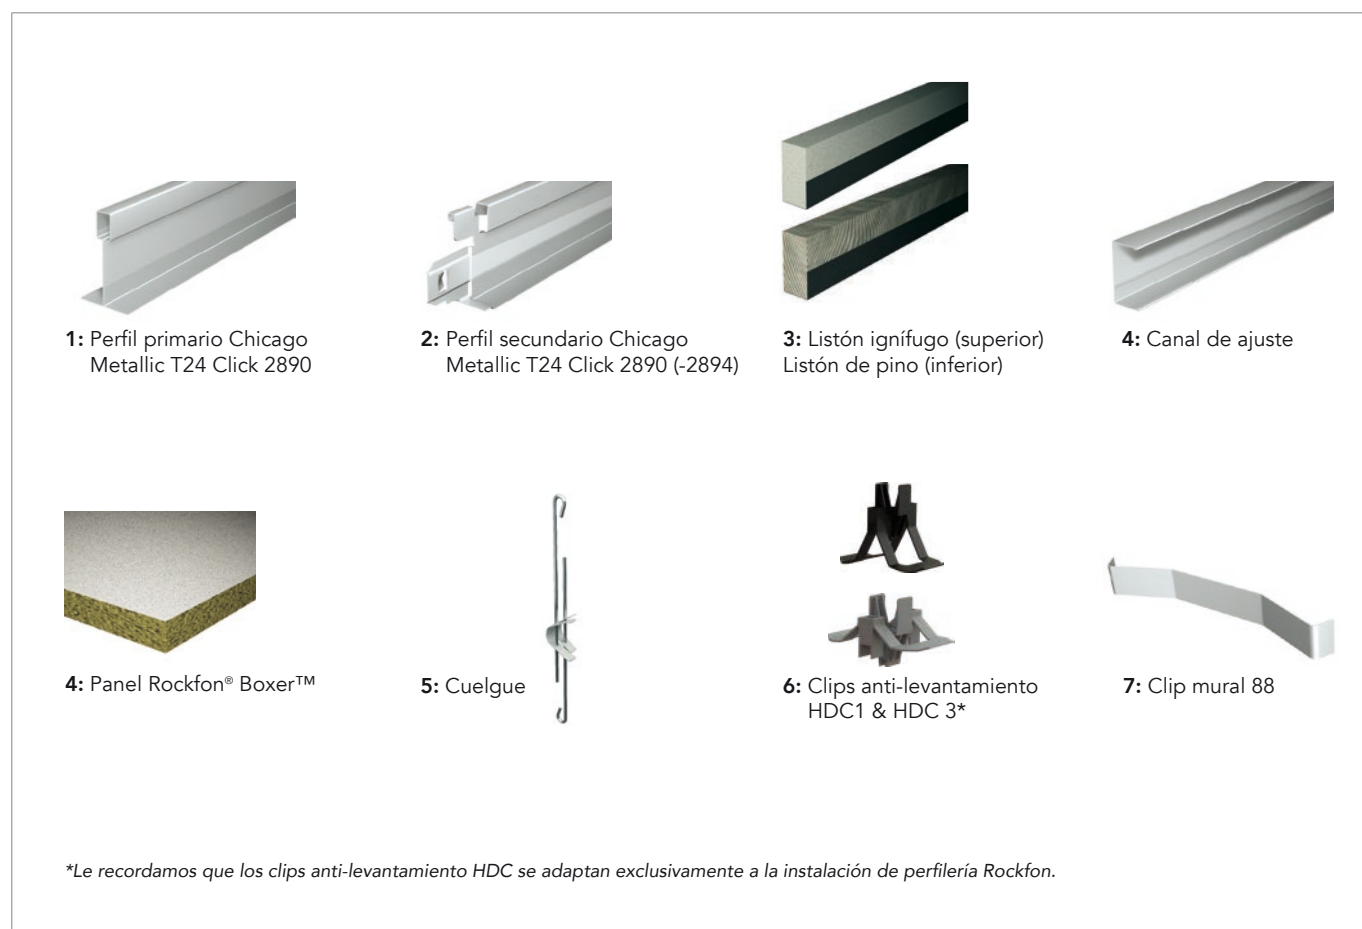 1: Perfil primario Chicago
Metallic T24 Click 2890
2: Perfil secundario Chicago
Metallic T24 Click 2890 (-2894)
3: Listón ignífugo (superior)
Listón de pino (inferior)
4: Canal de ajuste
4: Panel Rockfon® Boxer™
5: Cuelgue
6: Clips anti-levantamiento
HDC1 & HDC 3*
7: Clip mural 88
*Le recordamos que los clips anti-levantamiento HDC se adaptan exclusivamente a la instalación de perfilería Rockfon.